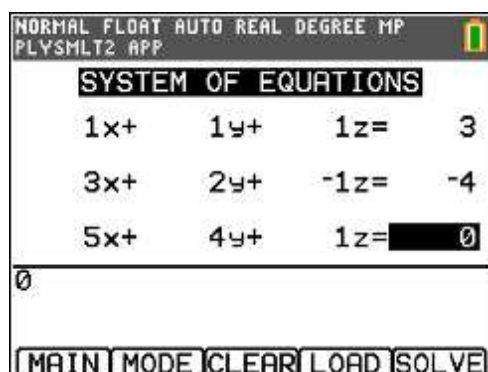 NORMAL FLOAT AUTO REAL DEGREE MP
PLYSMLT2 APP
SYSTEM OF EQUATIONS
1x+ 1y+ 1z= 3
3x+ 2y+ -1z= -4
5x+ 4y+ 1z= 0
0
MAIN MODE CLEAR LOAD SOLVE